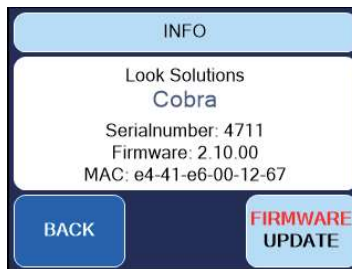 INFO
Look Solutions
Cobra
Serialnumber: 4711
Firmware: 2.10.00
MAC: e4-41-e6-00-12-67
BACK
FIRMWARE
UPDATE